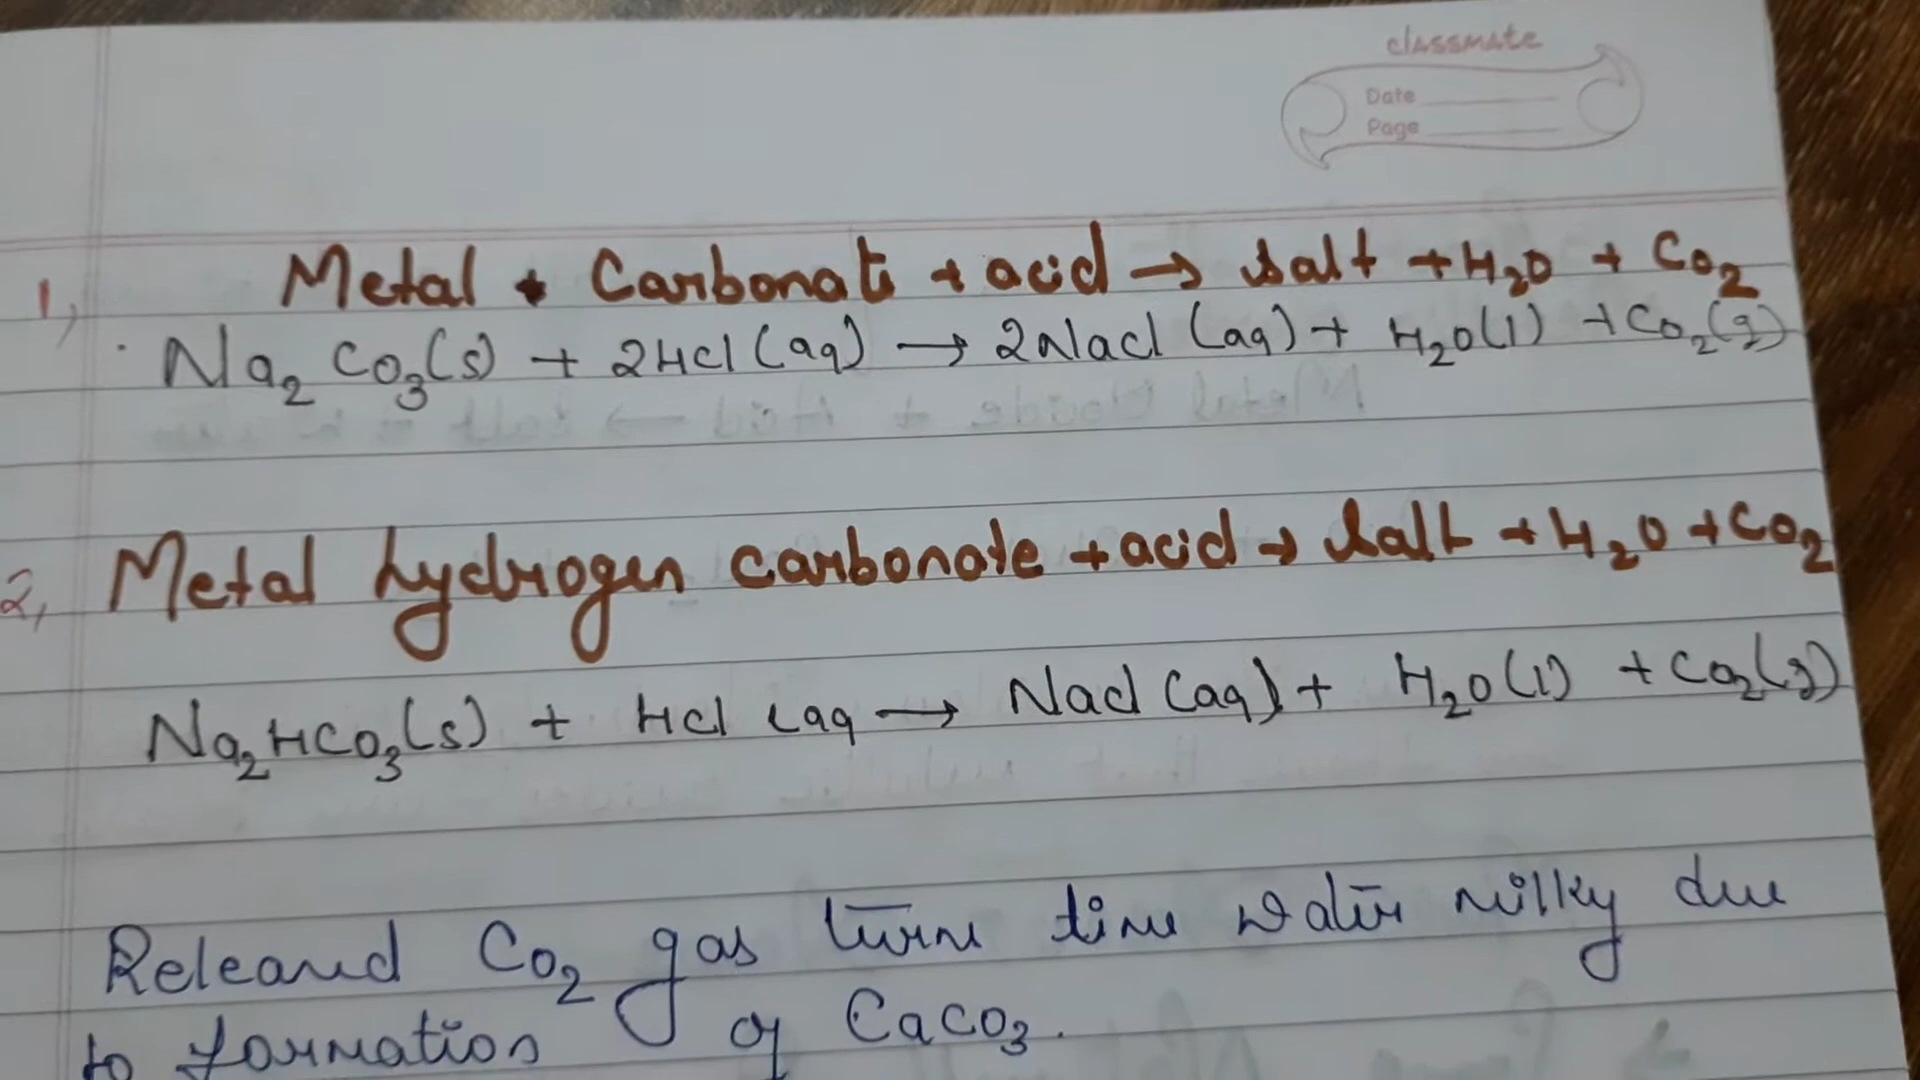 classmate
Date
Page
1, Metal + Carbonate + acid → salt + H₂O + CO₂
Na₂CO₃(s) + 2HCl(aq) → 2Nacl (aq) + H₂O(l) + CO₂(g)
2, Metal hydrogen carbonate + acid → salt + H₂O + CO₂
Na₂HCO₃(s) + HCl (aq → Nacl (aq) + H₂O(l) + CO₂(g)
Released CO₂ gas turns lime water milky due
to formation of CaCO₃.